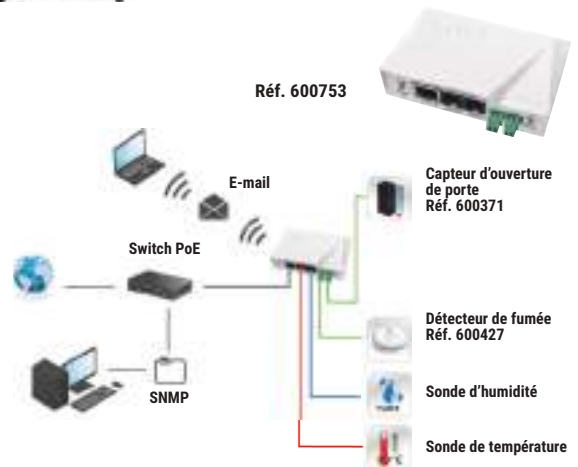 Réf. 600753
E-mail
Capteur d'ouverture
de porte
Réf. 600371
Switch PoE
Détecteur de fumée
Réf. 600427
SNMP
Sonde d'humidité
Sonde de température